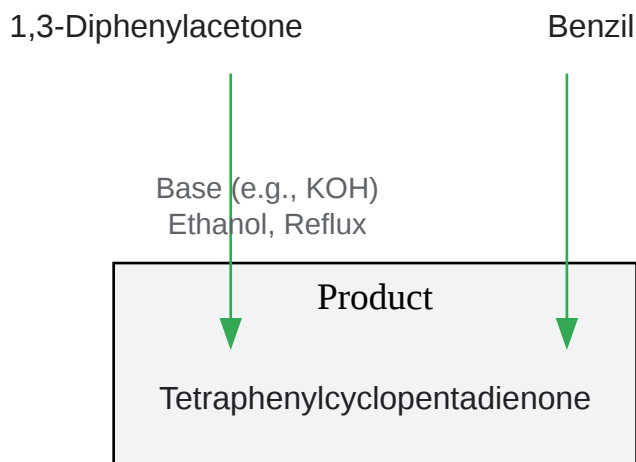 1,3-Diphenylacetone Benzil
Base (e.g., KOH)
Ethanol, Reflux
Product
Tetraphenylcyclopentadienone